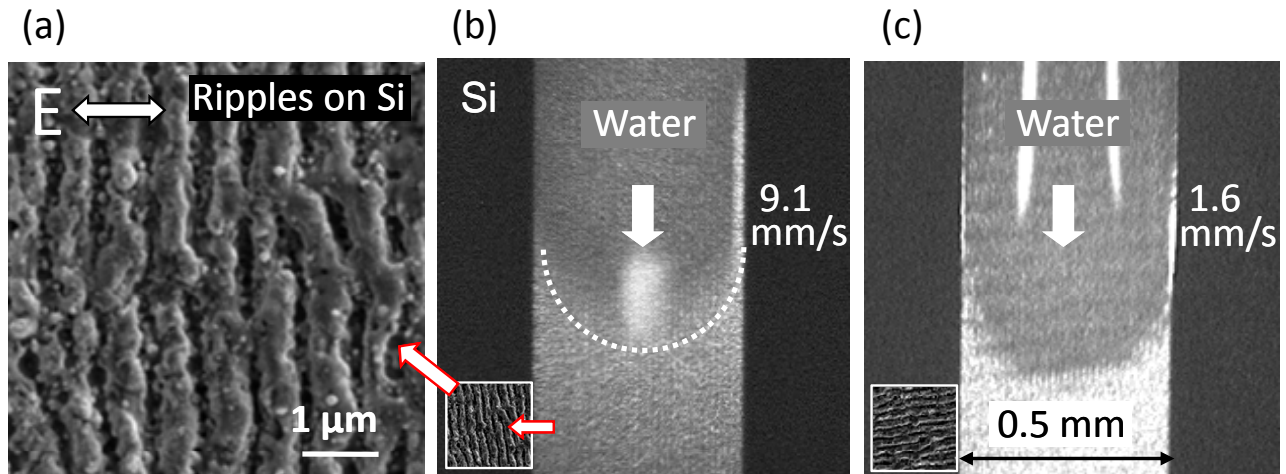 (a)
(b)
(c)
E
Ripples on Si
1 μm
Si
Water
9.1
mm/s
Water
1.6
mm/s
0.5 mm